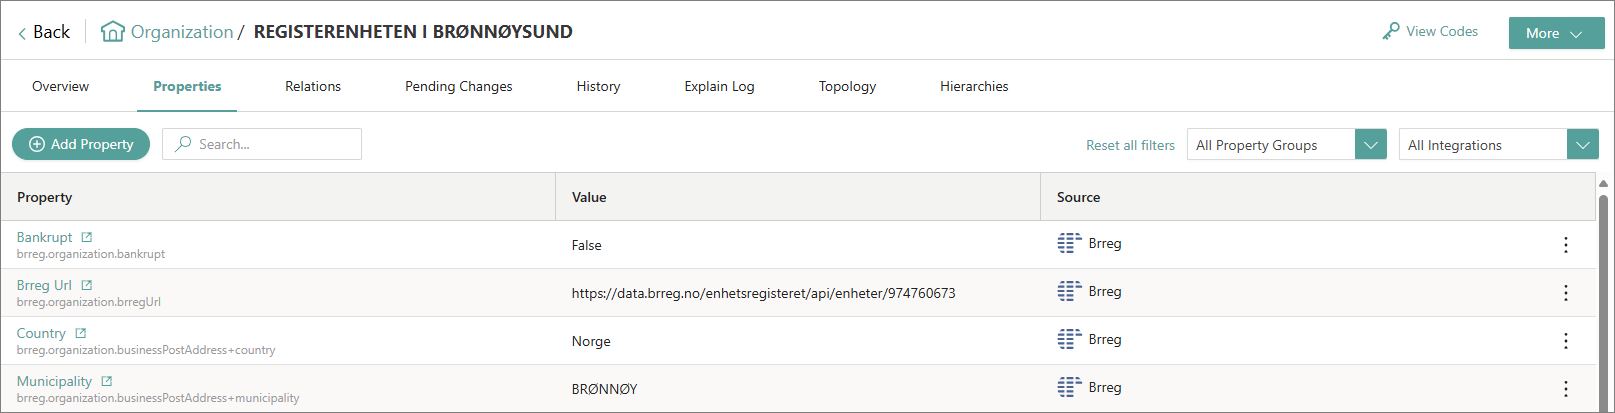 Back Organization / REGISTERENHETEN I BRØNNØYSUND View Codes More
Overview Properties Relations Pending Changes History Explain Log Topology Hierarchies
Add Property Search... Reset all filters All Property Groups All Integrations
Property Value Source
Bankrupt
brreg.organization.bankrupt
False Brreg
Brreg Url
brreg.organization.brregUrl
https://data.brreg.no/enhetsregisteret/api/enheter/974760673 Brreg
Country
brreg.organization.businessPostAddress+country
Norge Brreg
Municipality
brreg.organization.businessPostAddress+municipality
BRØNNØY Brreg